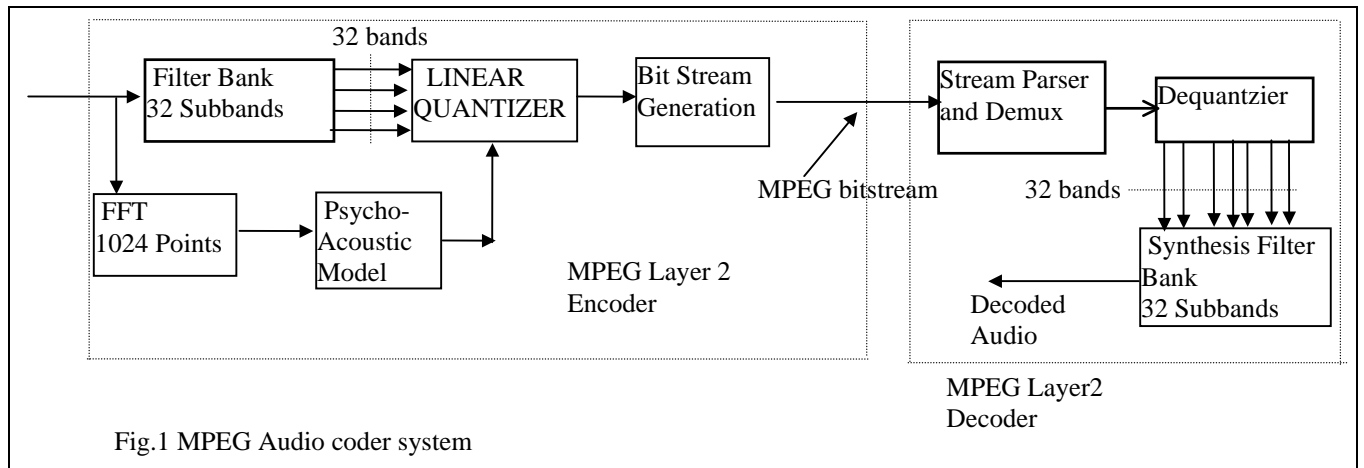 32 bands
Filter Bank
32 Subbands
LINEAR
QUANTIZER
Bit Stream
Generation
Stream Parser
and Demux
Dequantzier
MPEG bitstream
32 bands
FFT
1024 Points
Psycho-
Acoustic
Model
MPEG Layer 2
Encoder
Synthesis Filter
Bank
32 Subbands
Decoded
Audio
MPEG Layer2
Decoder
Fig.1 MPEG Audio coder system